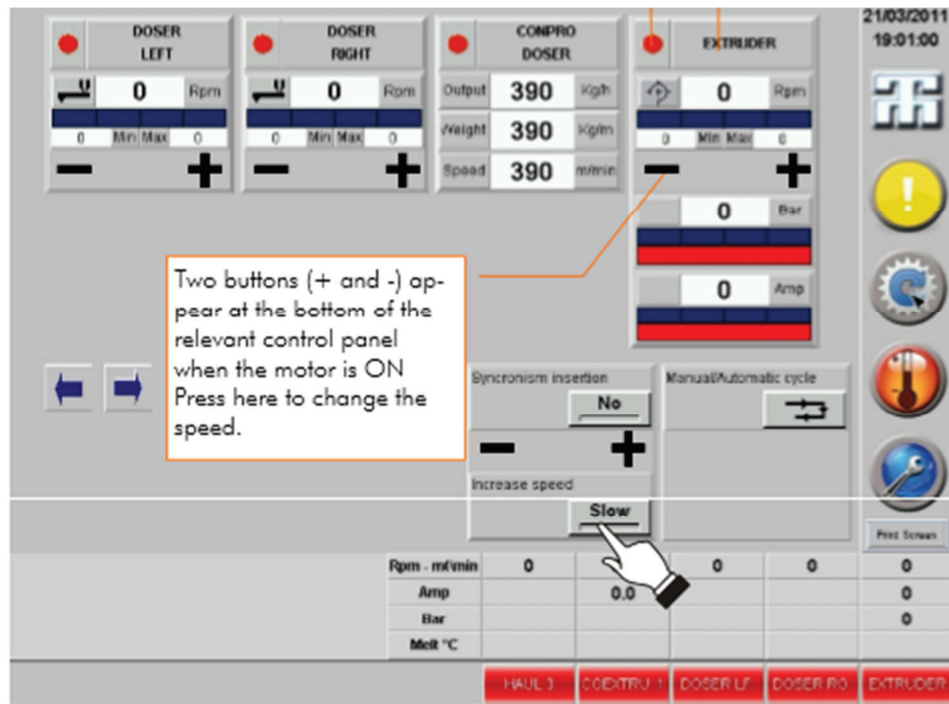 21/03/2011
19:01:00
DOSER
LEFT
0 Rpm
0 Min Max 0
DOSER
RIGHT
0 Rpm
0 Min Max 0
CONPRO
DOSER
Output 390 Kg/h
Weight 390 Kg/m
Speed 390 m/min
EXTRUDER
0 Rpm
0 Min Max 0
0 Bar
0 Amp
Two buttons (+ and -) ap-
pear at the bottom of the
relevant control panel
when the motor is ON
Press here to change the
speed.
Syncronism insertion
No
Increase speed
Slow
Manual/Automatic cycle
Print Screen
Rpm - mt/min 0 0 0 0
Amp 0.0 0
Bar 0
Melt °C
HAUL 3 COEXTRU 1 DOSER LF DOSER RG EXTRUDER